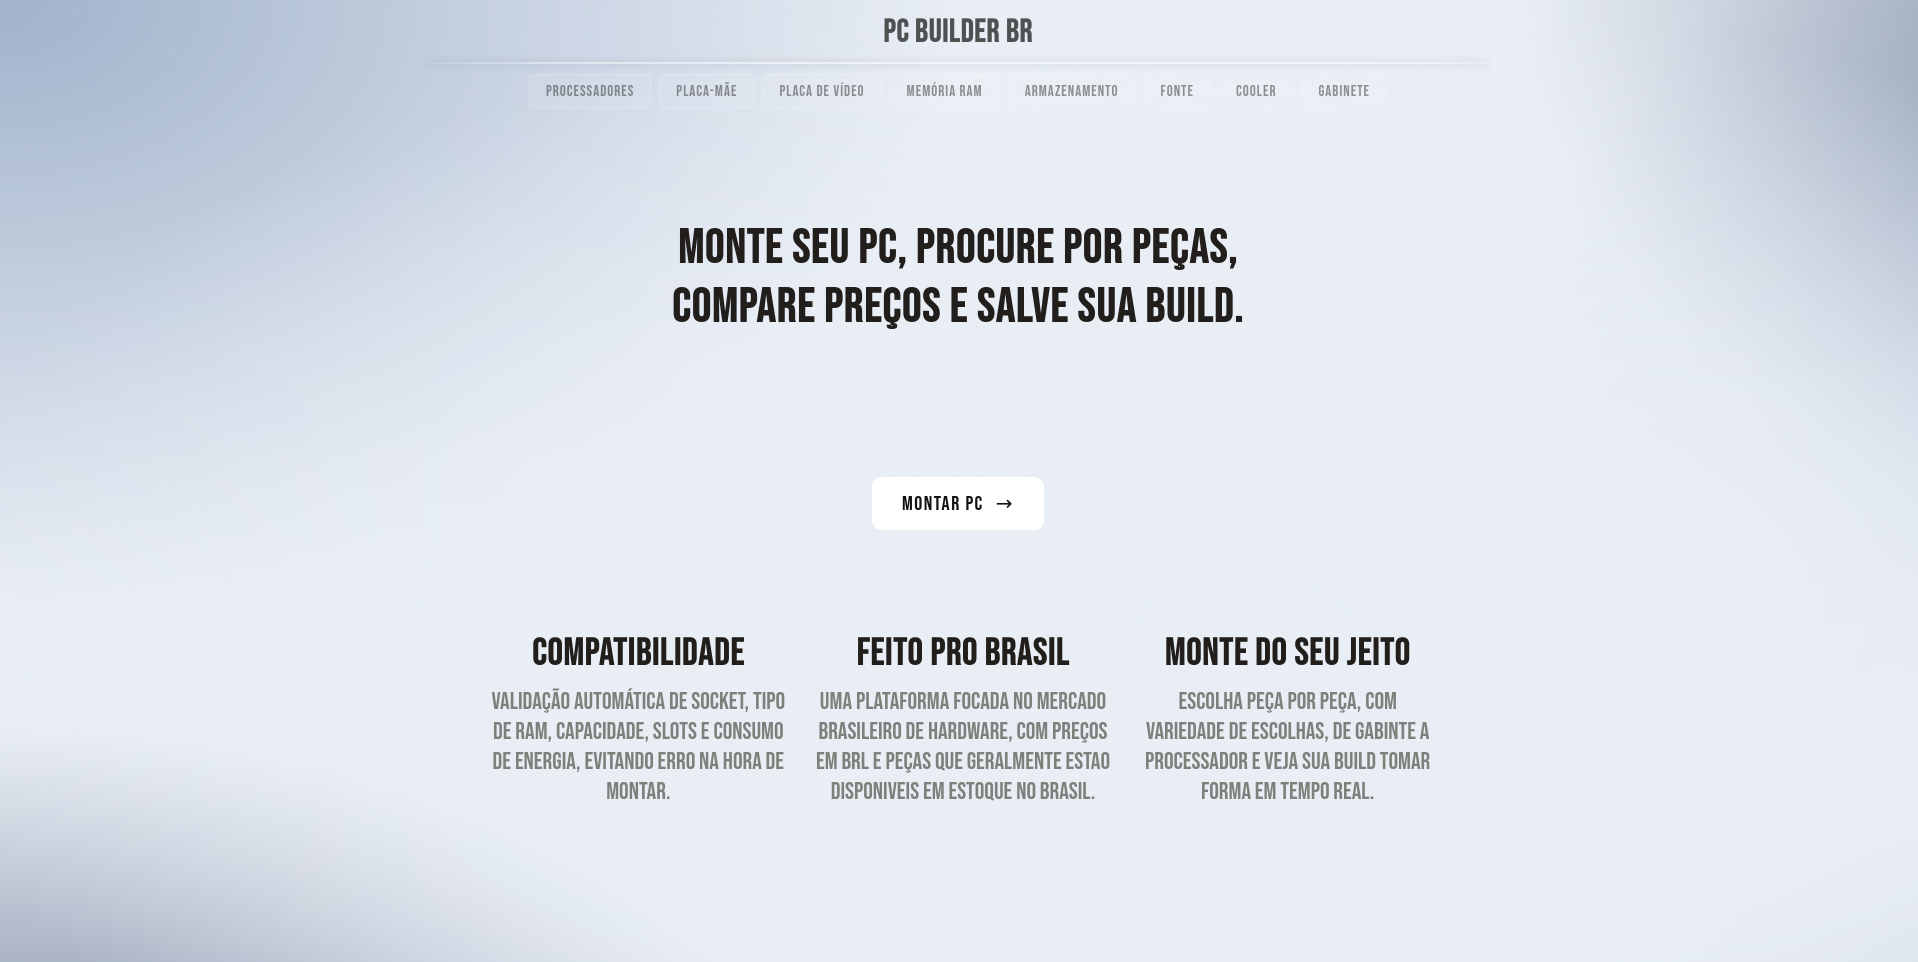 PC BUILDER BR
PROCESSADORES PLACA-MÃE PLACA DE VÍDEO MEMÓRIA RAM ARMAZENAMENTO FONTE COOLER GABINETE
MONTE SEU PC, PROCURE POR PEÇAS,
COMPARE PREÇOS E SALVE SUA BUILD.
MONTAR PC →
COMPATIBILIDADE
VALIDAÇÃO AUTOMÁTICA DE SOCKET, TIPO
DE RAM, CAPACIDADE, SLOTS E CONSUMO
DE ENERGIA, EVITANDO ERRO NA HORA DE
MONTAR.
FEITO PRO BRASIL
UMA PLATAFORMA FOCADA NO MERCADO
BRASILEIRO DE HARDWARE, COM PREÇOS
EM BRL E PEÇAS QUE GERALMENTE ESTAO
DISPONIVEIS EM ESTOQUE NO BRASIL.
MONTE DO SEU JEITO
ESCOLHA PEÇA POR PEÇA, COM
VARIEDADE DE ESCOLHAS, DE GABINTE A
PROCESSADOR E VEJA SUA BUILD TOMAR
FORMA EM TEMPO REAL.